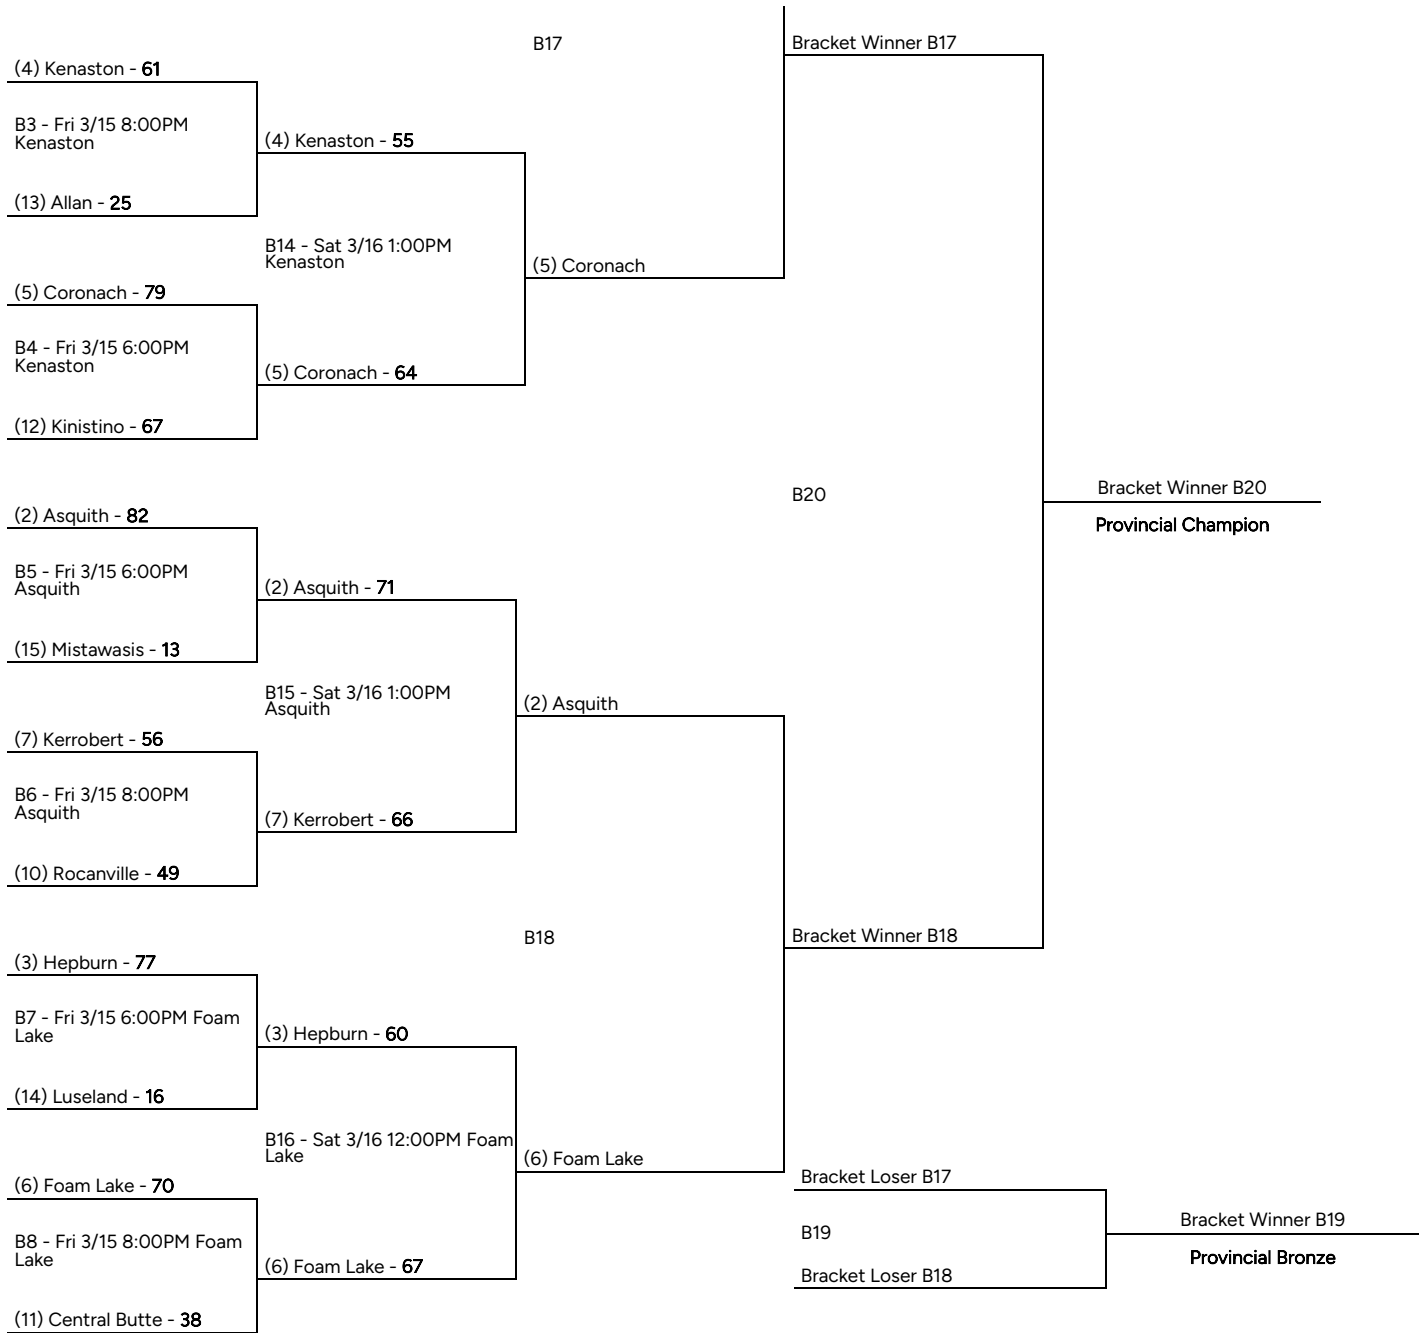 B17
Bracket Winner B17
(4) Kenaston - 61
B3 - Fri 3/15 8:00PM
Kenaston
(4) Kenaston - 55
(13) Allan - 25
B14 - Sat 3/16 1:00PM
Kenaston
(5) Coronach
(5) Coronach - 79
B4 - Fri 3/15 6:00PM
Kenaston
(5) Coronach - 64
(12) Kinistino - 67
B20
Bracket Winner B20
Provincial Champion
(2) Asquith - 82
B5 - Fri 3/15 6:00PM
Asquith
(2) Asquith - 71
(15) Mistawasis - 13
B15 - Sat 3/16 1:00PM
Asquith
(2) Asquith
(7) Kerrobert - 56
B6 - Fri 3/15 8:00PM
Asquith
(7) Kerrobert - 66
(10) Rocanville - 49
B18
Bracket Winner B18
(3) Hepburn - 77
B7 - Fri 3/15 6:00PM Foam
Lake
(3) Hepburn - 60
(14) Luseland - 16
B16 - Sat 3/16 12:00PM Foam
Lake
(6) Foam Lake
(6) Foam Lake - 70
B8 - Fri 3/15 8:00PM Foam
Lake
(6) Foam Lake - 67
(11) Central Butte - 38
Bracket Loser B17
B19
Bracket Loser B18
Bracket Winner B19
Provincial Bronze